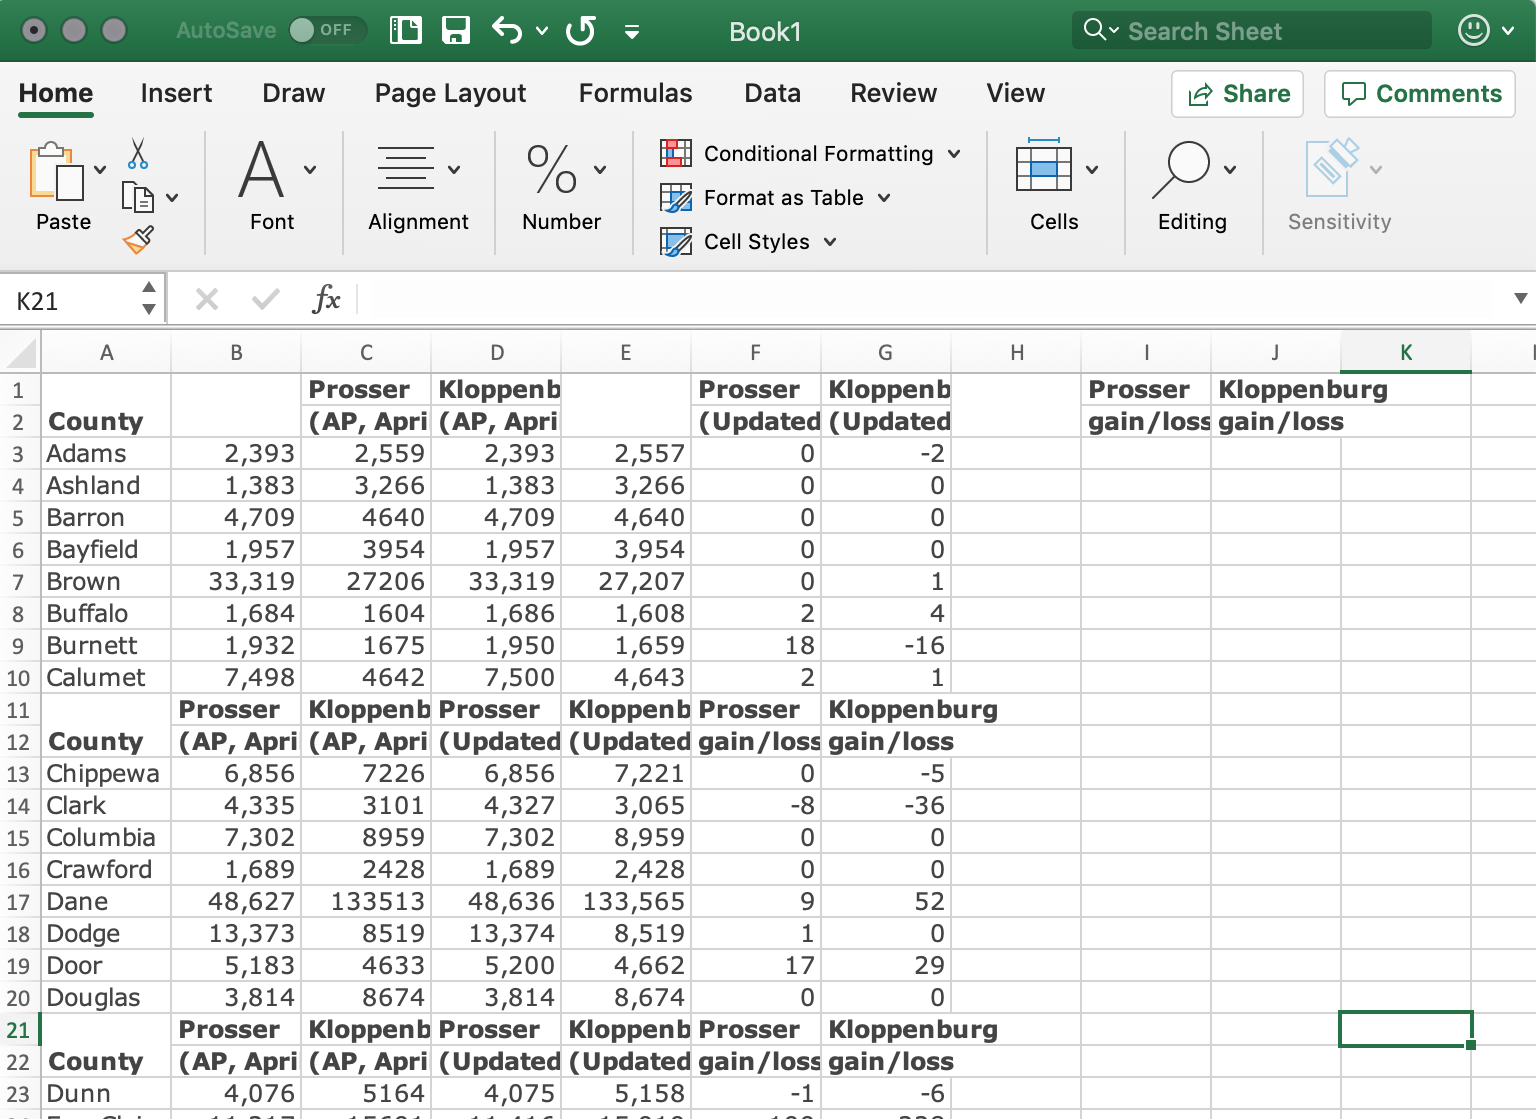 AutoSave OFF Book1 Search Sheet
Home Insert Draw Page Layout Formulas Data Review View Share Comments
Paste Font Alignment Number Conditional Formatting Format as Table Cell Styles Cells Editing Sensitivity
K21 fx
A B C D E F G H I J K
1 Prosser Kloppenb Prosser Kloppenb Prosser Kloppenburg
2 County (AP, Apri (AP, Apri (Updated (Updated gain/loss gain/loss
3 Adams 2,393 2,559 2,393 2,557 0 -2
4 Ashland 1,383 3,266 1,383 3,266 0 0
5 Barron 4,709 4640 4,709 4,640 0 0
6 Bayfield 1,957 3954 1,957 3,954 0 0
7 Brown 33,319 27206 33,319 27,207 0 1
8 Buffalo 1,684 1604 1,686 1,608 2 4
9 Burnett 1,932 1675 1,950 1,659 18 -16
10 Calumet 7,498 4642 7,500 4,643 2 1
11 Prosser Kloppenb Prosser Kloppenb Prosser Kloppenburg
12 County (AP, Apri (AP, Apri (Updated (Updated gain/loss gain/loss
13 Chippewa 6,856 7226 6,856 7,221 0 -5
14 Clark 4,335 3101 4,327 3,065 -8 -36
15 Columbia 7,302 8959 7,302 8,959 0 0
16 Crawford 1,689 2428 1,689 2,428 0 0
17 Dane 48,627 133513 48,636 133,565 9 52
18 Dodge 13,373 8519 13,374 8,519 1 0
19 Door 5,183 4633 5,200 4,662 17 29
20 Douglas 3,814 8674 3,814 8,674 0 0
21 Prosser Kloppenb Prosser Kloppenb Prosser Kloppenburg
22 County (AP, Apri (AP, Apri (Updated (Updated gain/loss gain/loss
23 Dunn 4,076 5164 4,075 5,158 -1 -6